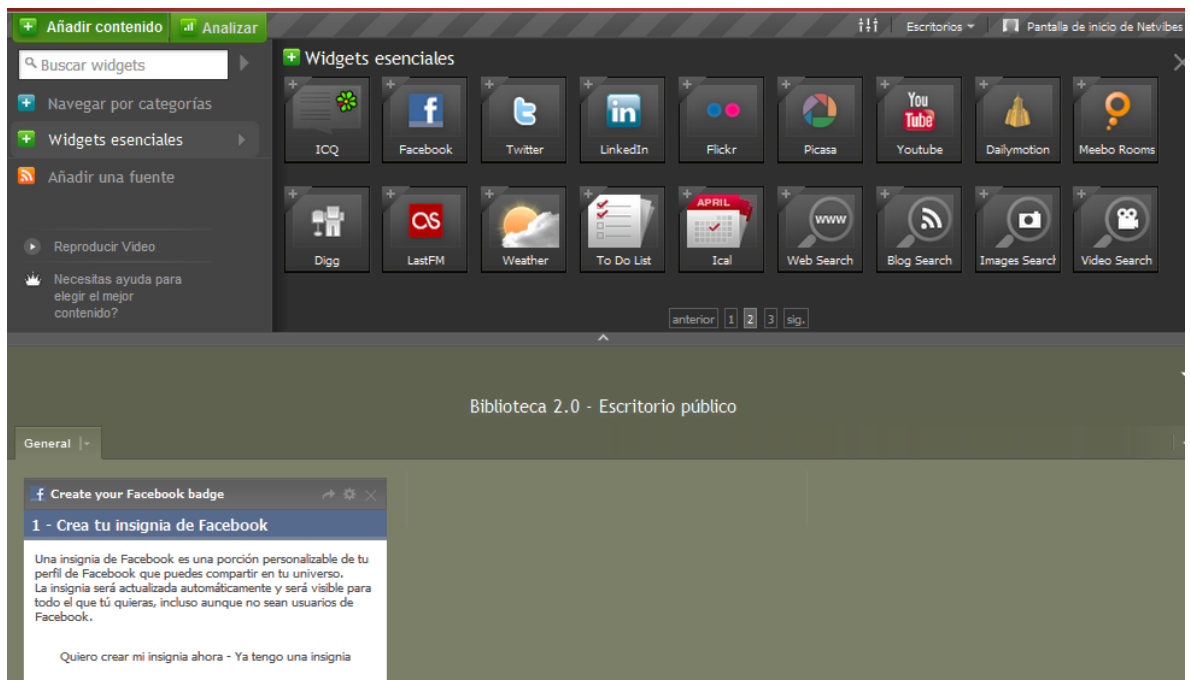 Añadir contenido
Analizar
Escritorios
Pantalla de inicio de Netvibes
Buscar widgets
Navegar por categorías
Widgets esenciales
Añadir una fuente
Reproducir Video
Necesitas ayuda para
elegir el mejor
contenido?
Widgets esenciales
ICQ
Facebook
Twitter
LinkedIn
Flickr
Picasa
You
Tube
Youtube
Dailymotion
Meebo Rooms
Digg
LastFM
Weather
To Do List
APRIL
Ical
www
Web Search
Blog Search
Images Search
Video Search
anterior 1 2 3 sig.
Biblioteca 2.0 - Escritorio público
General
Create your Facebook badge
1 - Crea tu insignia de Facebook
Una insignia de Facebook es una porción personalizable de tu
perfil de Facebook que puedes compartir en tu universo.
La insignia será actualizada automáticamente y será visible para
todo el que tú quieras, incluso aunque no sean usuarios de
Facebook.
Quiero crear mi insignia ahora - Ya tengo una insignia